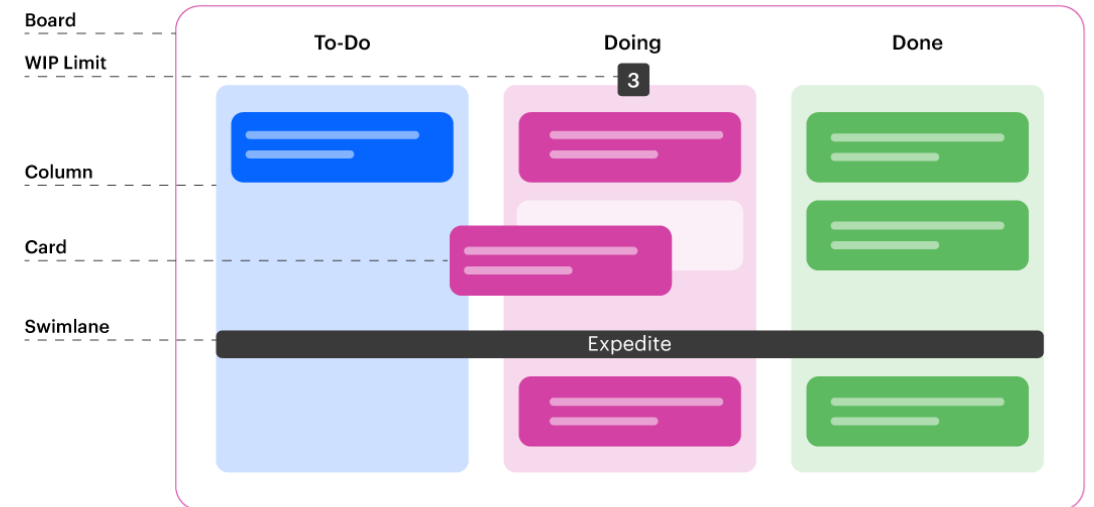 Board
To-Do
Doing
Done
WIP Limit
3
Column
Card
Swimlane
Expedite